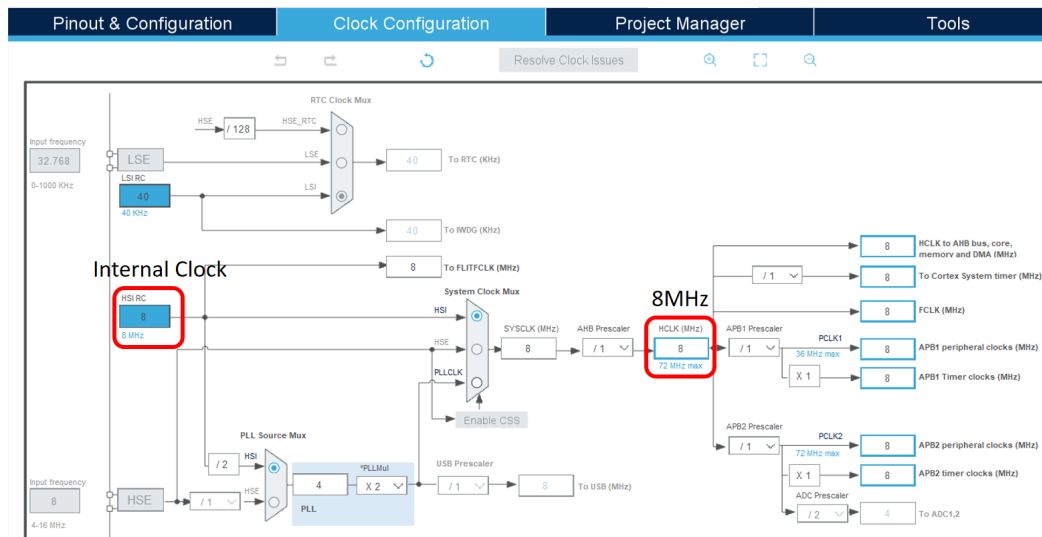 Pinout & Configuration
Clock Configuration
Project Manager
Tools
Resolve Clock Issues
RTC Clock Mux
HSE
/ 128
HSE_RTC
Input frequency
32.768
0-1000 KHz
LSE
LSE
40
To RTC (KHz)
LSI RC
40
40 KHz
LSI
40
To IWDG (KHz)
Internal Clock
8
To FLITFCLK (MHz)
HSI RC
8
8 MHz
System Clock Mux
HSI
HSE
PLLCLK
SYSCLK (MHz)
8
AHB Prescaler
/ 1
8MHz
HCLK (MHz)
8
72 MHz max
8
HCLK to AHB bus, core,
memory and DMA (MHz)
/ 1
8
To Cortex System timer (MHz)
8
FCLK (MHz)
APB1 Prescaler
/ 1
PCLK1
36 MHz max
8
APB1 peripheral clocks (MHz)
X 1
8
APB1 Timer clocks (MHz)
Enable CSS
PLL Source Mux
/ 2
HSI
HSE
Input frequency
8
4-16 MHz
HSE
/ 1
4
*PLLMul
X 2
PLL
USB Prescaler
/ 1
8
To USB (MHz)
APB2 Prescaler
/ 1
PCLK2
72 MHz max
8
APB2 peripheral clocks (MHz)
X 1
8
APB2 timer clocks (MHz)
ADC Prescaler
/ 2
4
To ADC1,2